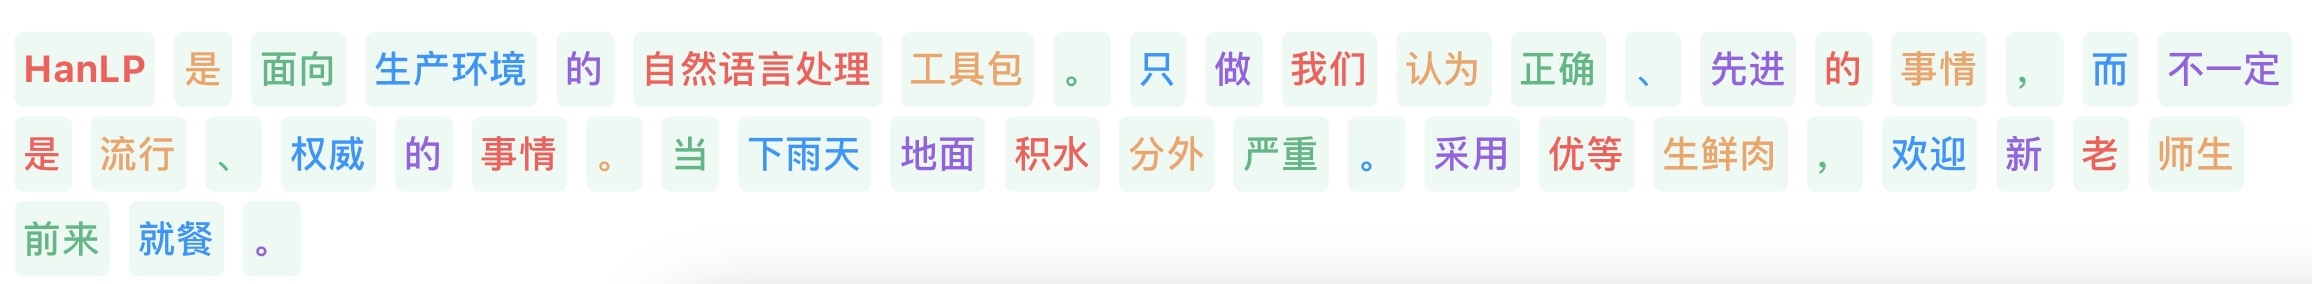 HanLP 是 面向 生产环境 的 自然语言处理 工具包 。 只 做 我们 认为 正确 、 先进 的 事情 ， 而 不一定
是 流行 、 权威 的 事情 。 当 下雨天 地面 积水 分外 严重 。 采用 优等 生鲜肉 ， 欢迎 新 老 师生
前来 就餐 。